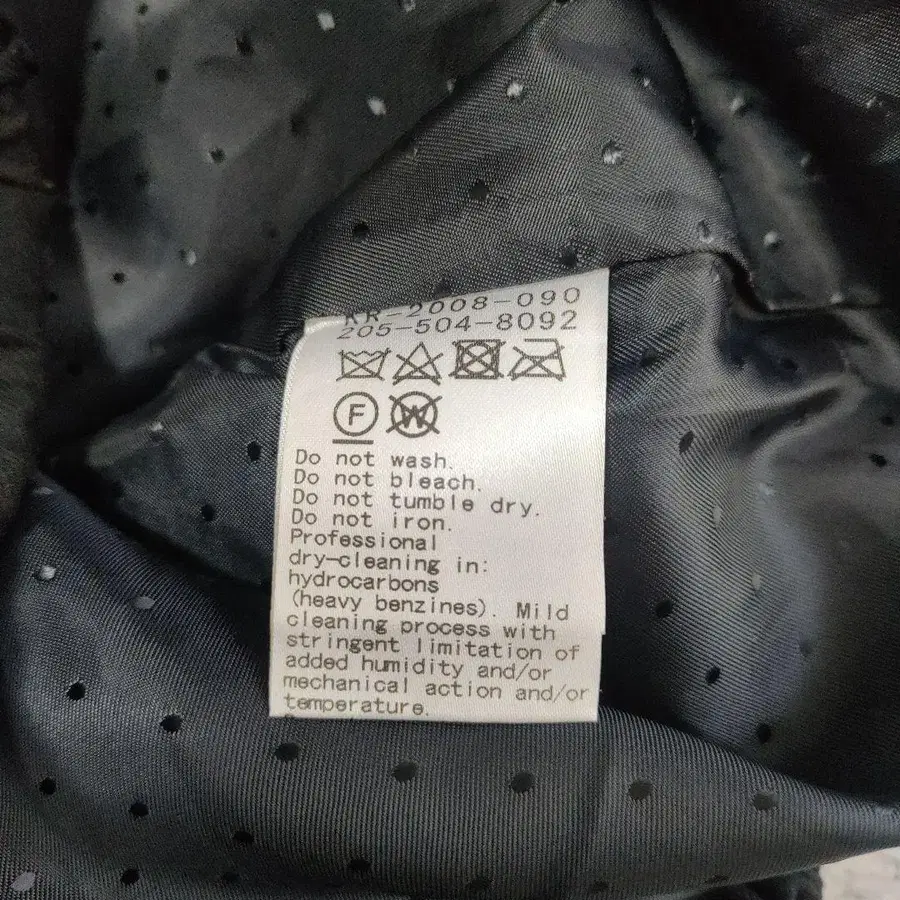 KR-2008-090
205-504-8092
F W
Do not wash.
Do not bleach.
Do not tumble dry.
Do not iron.
Professional
dry-cleaning in:
hydrocarbons
(heavy benzines). Mild
cleaning process with
stringent limitation of
added humidity and/or
mechanical action and/or
temperature.